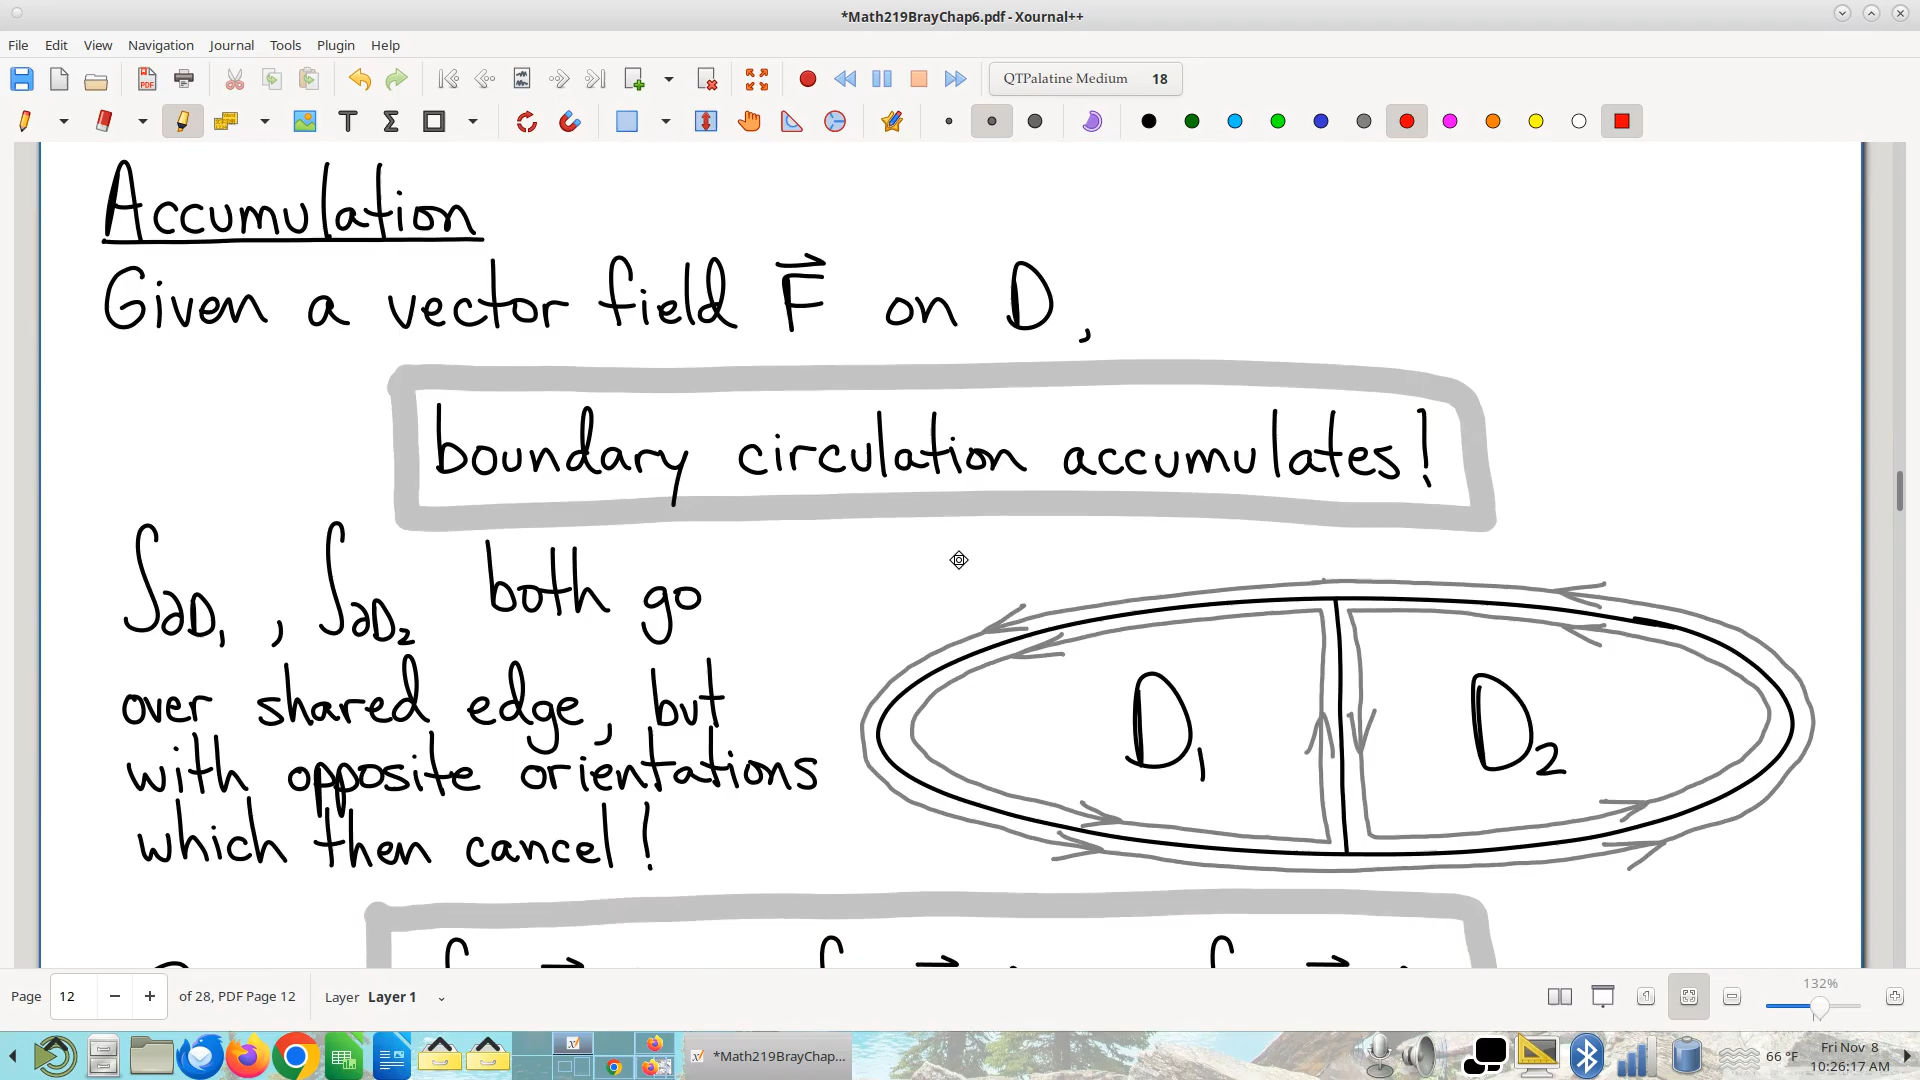 *Math219BrayChap6.pdf - Xournal++
File Edit View Navigation Journal Tools Plugin Help
QTPalatine Medium 18
Accumulation
Given a vector field F⃗ on D,
boundary circulation accumulates!
∫∂D₁ , ∫∂D₂ both go
over shared edge, but
with opposite orientations
which then cancel!
D₁ D₂
Page 12 of 28, PDF Page 12 Layer Layer 1 132%
*Math219BrayChap... 66 °F Fri Nov 8
10:26:17 AM